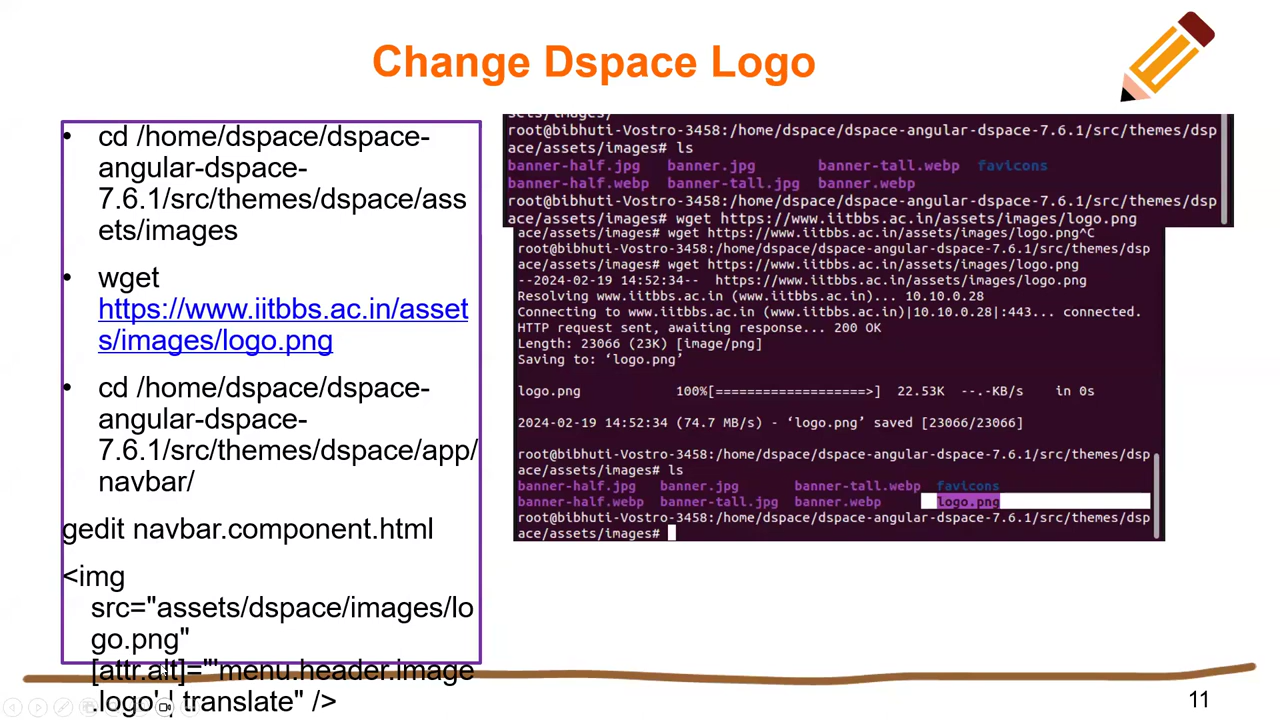 Change Dspace Logo
• cd /home/dspace/dspace-
angular-dspace-
7.6.1/src/themes/dspace/ass
ets/images
• wget
https://www.iitbbs.ac.in/asset
s/images/logo.png
• cd /home/dspace/dspace-
angular-dspace-
7.6.1/src/themes/dspace/app/
navbar/
gedit navbar.component.html
<img
src="assets/dspace/images/lo
go.png"
[attr.alt]="'menu.header.image
.logo' | translate" />
sets/images/
root@bibhuti-Vostro-3458:/home/dspace/dspace-angular-dspace-7.6.1/src/themes/dsp
ace/assets/images# ls
banner-half.jpg banner.jpg banner-tall.webp favicons
banner-half.webp banner-tall.jpg banner.webp
root@bibhuti-Vostro-3458:/home/dspace/dspace-angular-dspace-7.6.1/src/themes/dsp
ace/assets/images# wget https://www.iitbbs.ac.in/assets/images/logo.png
ace/assets/images# wget https://www.iitbbs.ac.in/assets/images/logo.png^C
root@bibhuti-Vostro-3458:/home/dspace/dspace-angular-dspace-7.6.1/src/themes/dsp
ace/assets/images# wget https://www.iitbbs.ac.in/assets/images/logo.png
--2024-02-19 14:52:34-- https://www.iitbbs.ac.in/assets/images/logo.png
Resolving www.iitbbs.ac.in (www.iitbbs.ac.in)... 10.10.0.28
Connecting to www.iitbbs.ac.in (www.iitbbs.ac.in)|10.10.0.28|:443... connected.
HTTP request sent, awaiting response... 200 OK
Length: 23066 (23K) [image/png]
Saving to: ‘logo.png’
logo.png 100%[===================>] 22.53K --.-KB/s in 0s
2024-02-19 14:52:34 (74.7 MB/s) - ‘logo.png’ saved [23066/23066]
root@bibhuti-Vostro-3458:/home/dspace/dspace-angular-dspace-7.6.1/src/themes/dsp
ace/assets/images# ls
banner-half.jpg banner.jpg banner-tall.webp favicons
banner-half.webp banner-tall.jpg banner.webp logo.png
root@bibhuti-Vostro-3458:/home/dspace/dspace-angular-dspace-7.6.1/src/themes/dsp
ace/assets/images#
11